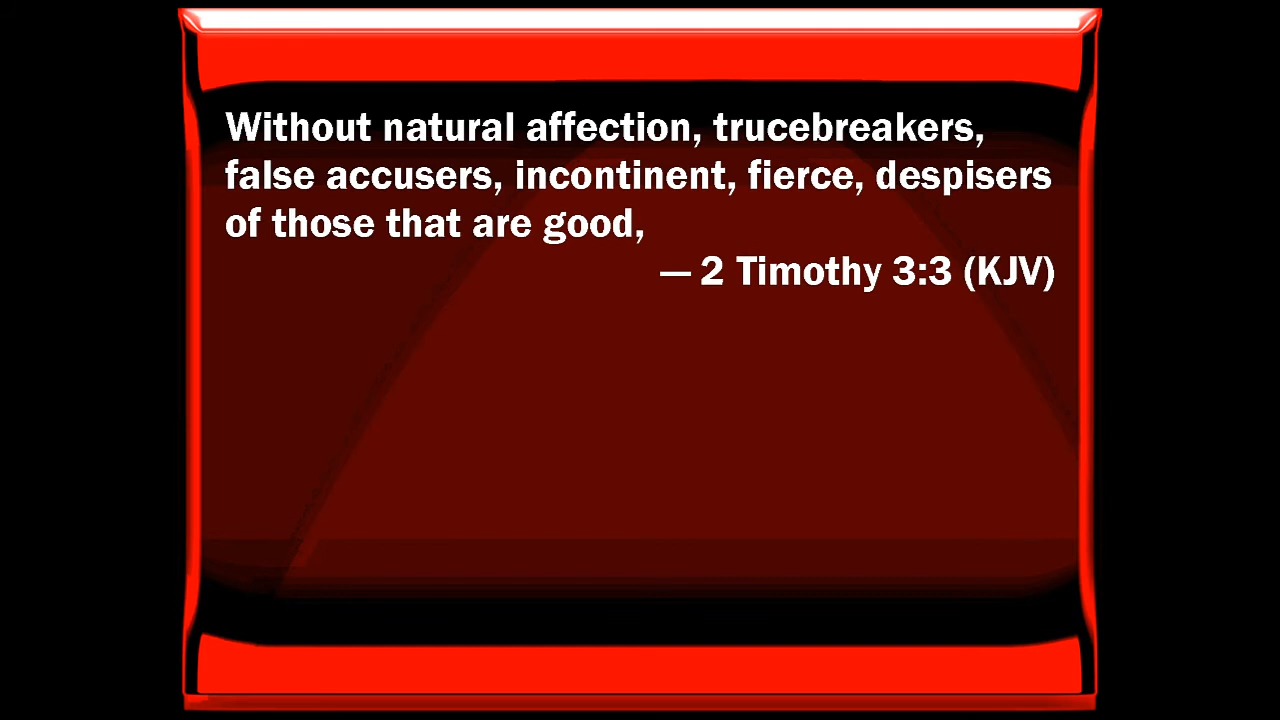 Without natural affection, trucebreakers,
false accusers, incontinent, fierce, despisers
of those that are good,
— 2 Timothy 3:3 (KJV)